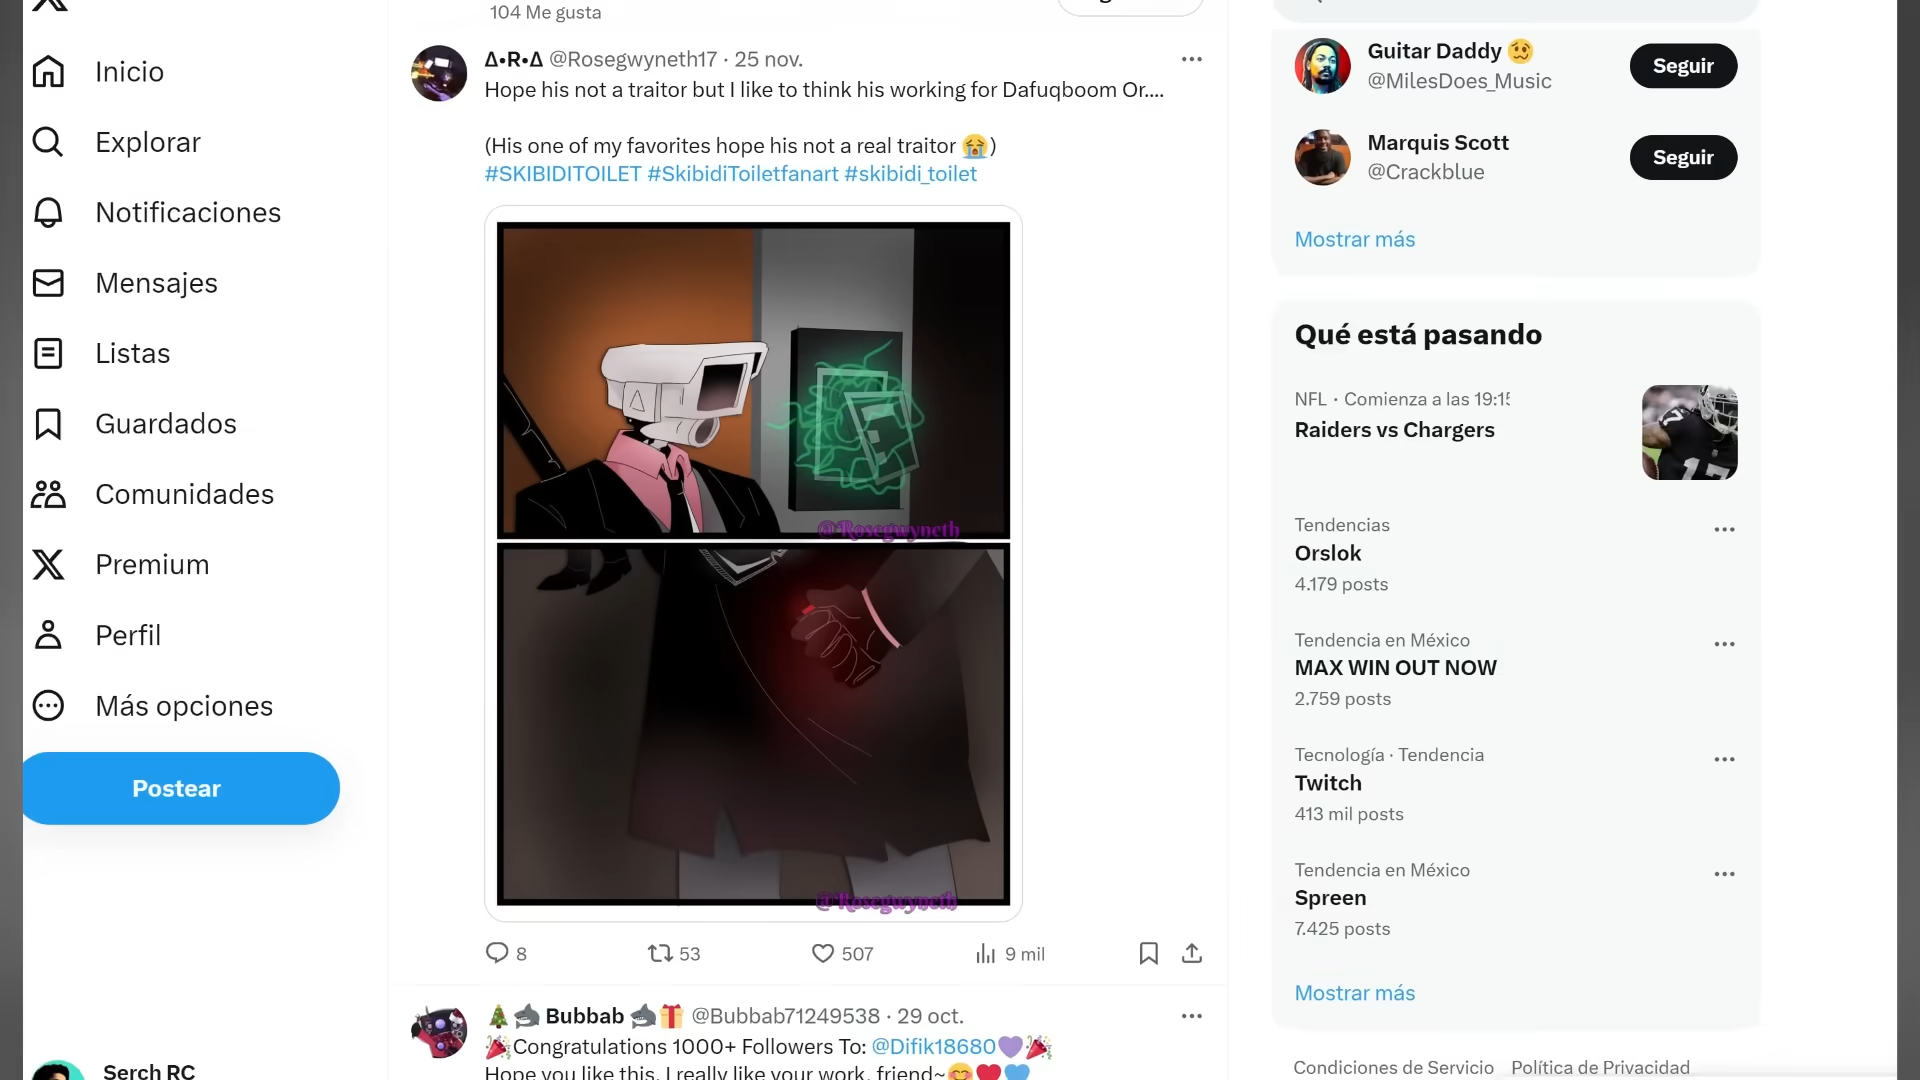 Inicio
Explorar
Notificaciones
Mensajes
Listas
Guardados
Comunidades
Premium
Perfil
Más opciones
Postear
Serch RC
104 Me gusta
Δ•R•Δ @Rosegwyneth17 · 25 nov.
Hope his not a traitor but I like to think his working for Dafuqboom Or....
(His one of my favorites hope his not a real traitor 😭)
#SKIBIDITOILET #SkibidiToiletfanart #skibidi_toilet
@Rosegwyneth
@Rosegwyneth
8 53 507 9 mil
🎄🦈 Bubbab 🦈🎁 @Bubbab71249538 · 29 oct.
🎉Congratulations 1000+ Followers To: @Difik18680💜🎉
Hope you like this, I really like your work, friend~😊❤️💙
Guitar Daddy 🥴
@MilesDoes_Music
Seguir
Marquis Scott
@Crackblue
Seguir
Mostrar más
Qué está pasando
NFL · Comienza a las 19:15
Raiders vs Chargers
Tendencias
Orslok
4.179 posts
Tendencia en México
MAX WIN OUT NOW
2.759 posts
Tecnología · Tendencia
Twitch
413 mil posts
Tendencia en México
Spreen
7.425 posts
Mostrar más
Condiciones de Servicio Política de Privacidad